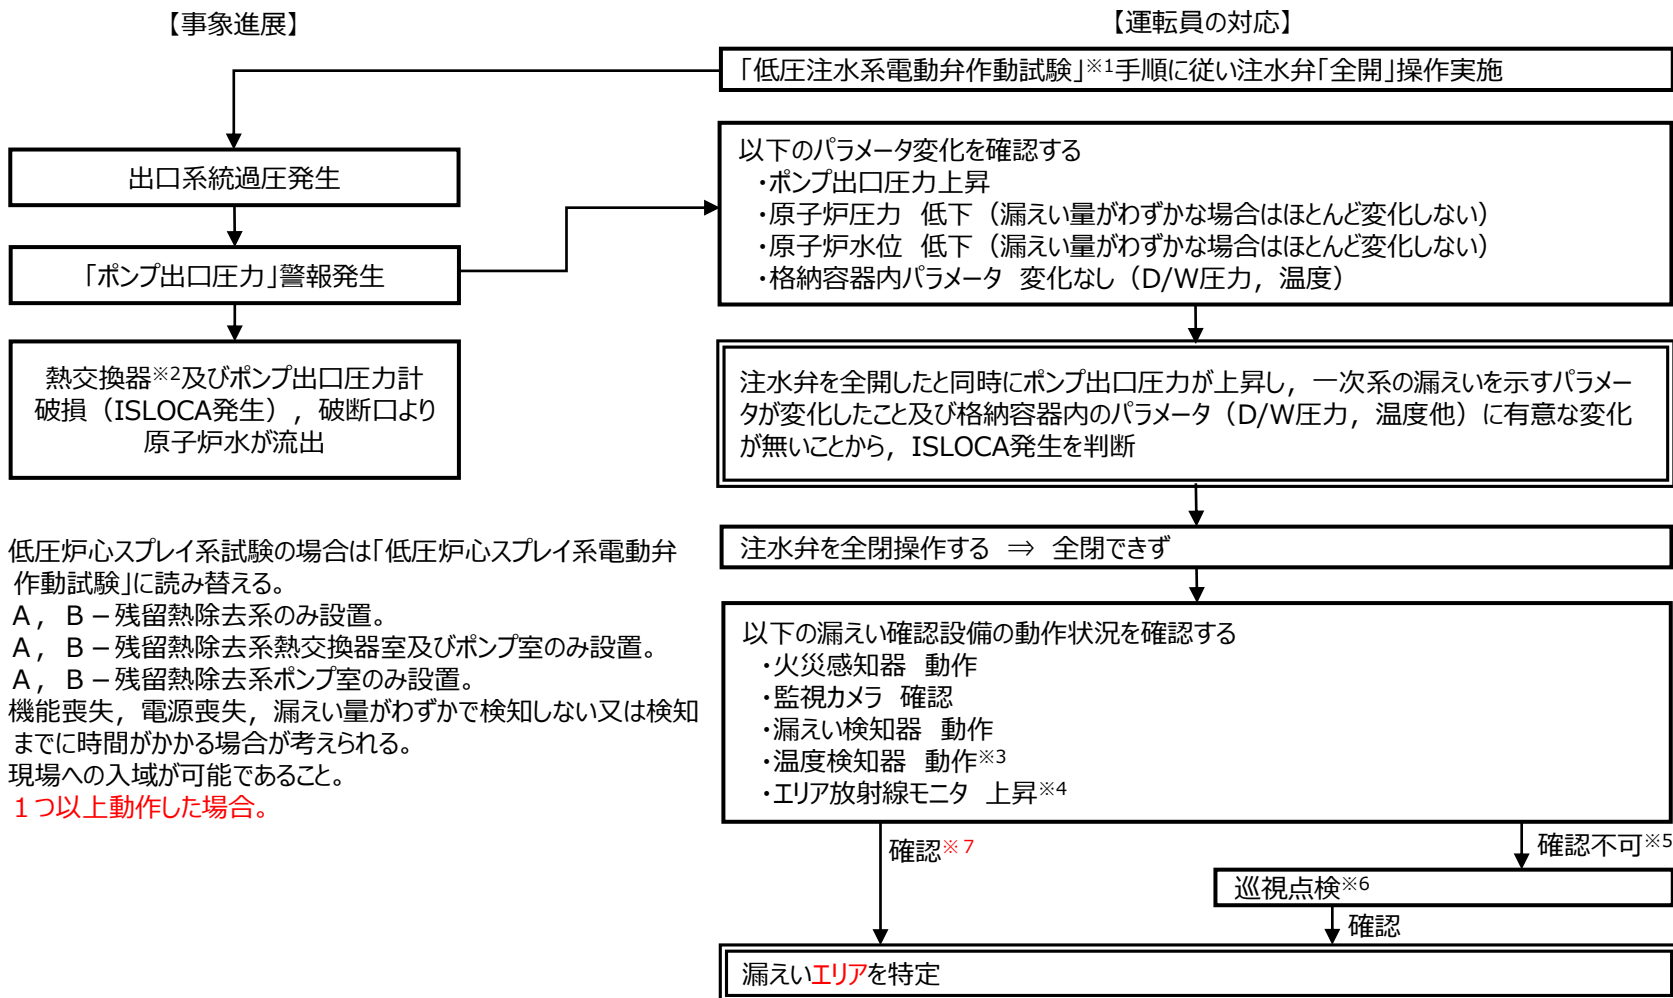 【事象進展】
【運転員の対応】
「低圧注水系電動弁作動試験」※1手順に従い注水弁「全開」操作実施
出口系統過圧発生
「ポンプ出口圧力」警報発生
熱交換器※2及びポンプ出口圧力計
破損（ISLOCA発生），破断口より
原子炉水が流出
以下のパラメータ変化を確認する
・ポンプ出口圧力上昇
・原子炉圧力 低下（漏えい量がわずかな場合はほとんど変化しない）
・原子炉水位 低下（漏えい量がわずかな場合はほとんど変化しない）
・格納容器内パラメータ 変化なし（D/W圧力，温度）
注水弁を全開したと同時にポンプ出口圧力が上昇し，一次系の漏えいを示すパラメー
タが変化したこと及び格納容器内のパラメータ（D/W圧力，温度他）に有意な変化
が無いことから，ISLOCA発生を判断
注水弁を全閉操作する ⇒ 全閉できず
以下の漏えい確認設備の動作状況を確認する
・火災感知器 動作
・監視カメラ 確認
・漏えい検知器 動作
・温度検知器 動作※3
・エリア放射線モニタ 上昇※4
確認※７
確認不可※5
巡視点検※6
確認
漏えいエリアを特定
低圧炉心スプレイ系試験の場合は「低圧炉心スプレイ系電動弁
作動試験」に読み替える。
Ａ，Ｂ－残留熱除去系のみ設置。
Ａ，Ｂ－残留熱除去系熱交換器室及びポンプ室のみ設置。
Ａ，Ｂ－残留熱除去系ポンプ室のみ設置。
機能喪失，電源喪失，漏えい量がわずかで検知しない又は検知
までに時間がかかる場合が考えられる。
現場への入域が可能であること。
１つ以上動作した場合。